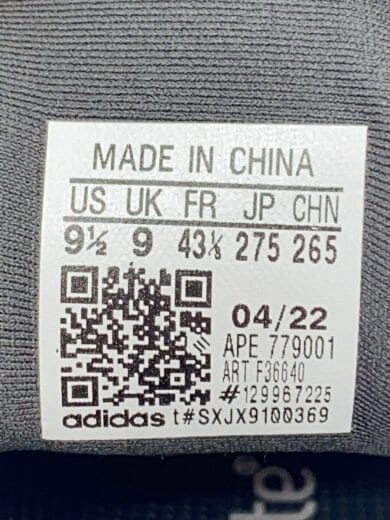 MADE IN CHINA
US UK FR JP CHN
9½ 9 43⅓ 275 265
04/22
APE 779001
ART F36640
#129967225
adidas t#SXJX9100369
te®